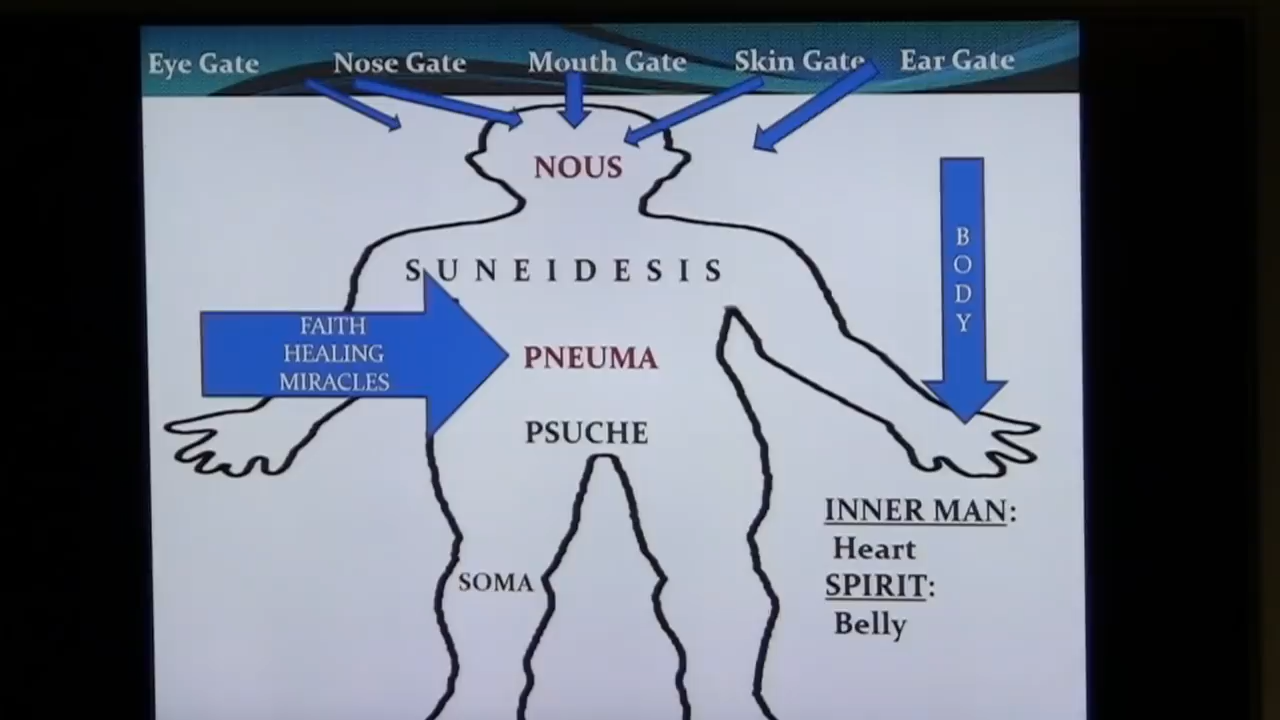 Eye Gate
Nose Gate
Mouth Gate
Skin Gate
Ear Gate
NOUS
S U N E I D E S I S
FAITH
HEALING
MIRACLES
PNEUMA
PSUCHE
SOMA
B
O
D
Y
INNER MAN:
Heart
SPIRIT:
Belly